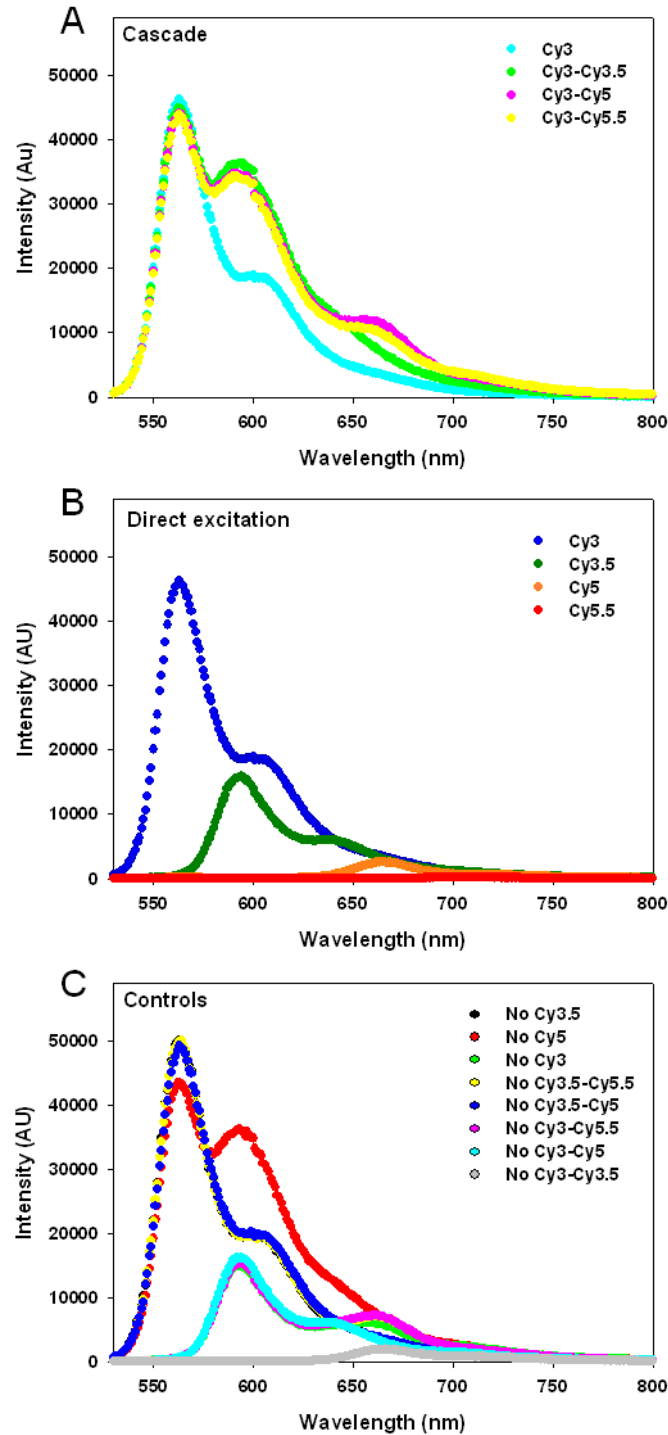 A
Cascade
Cy3
Cy3-Cy3.5
Cy3-Cy5
Cy3-Cy5.5
50000
40000
30000
20000
10000
0
Intensity (Au)
550 600 650 700 750 800
Wavelength (nm)
B
Direct excitation
Cy3
Cy3.5
Cy5
Cy5.5
50000
40000
30000
20000
10000
0
Intensity (AU)
550 600 650 700 750 800
Wavelength (nm)
C
Controls
No Cy3.5
No Cy5
No Cy3
No Cy3.5-Cy5.5
No Cy3.5-Cy5
No Cy3-Cy5.5
No Cy3-Cy5
No Cy3-Cy3.5
50000
40000
30000
20000
10000
0
Intensity (AU)
550 600 650 700 750 800
Wavelength (nm)